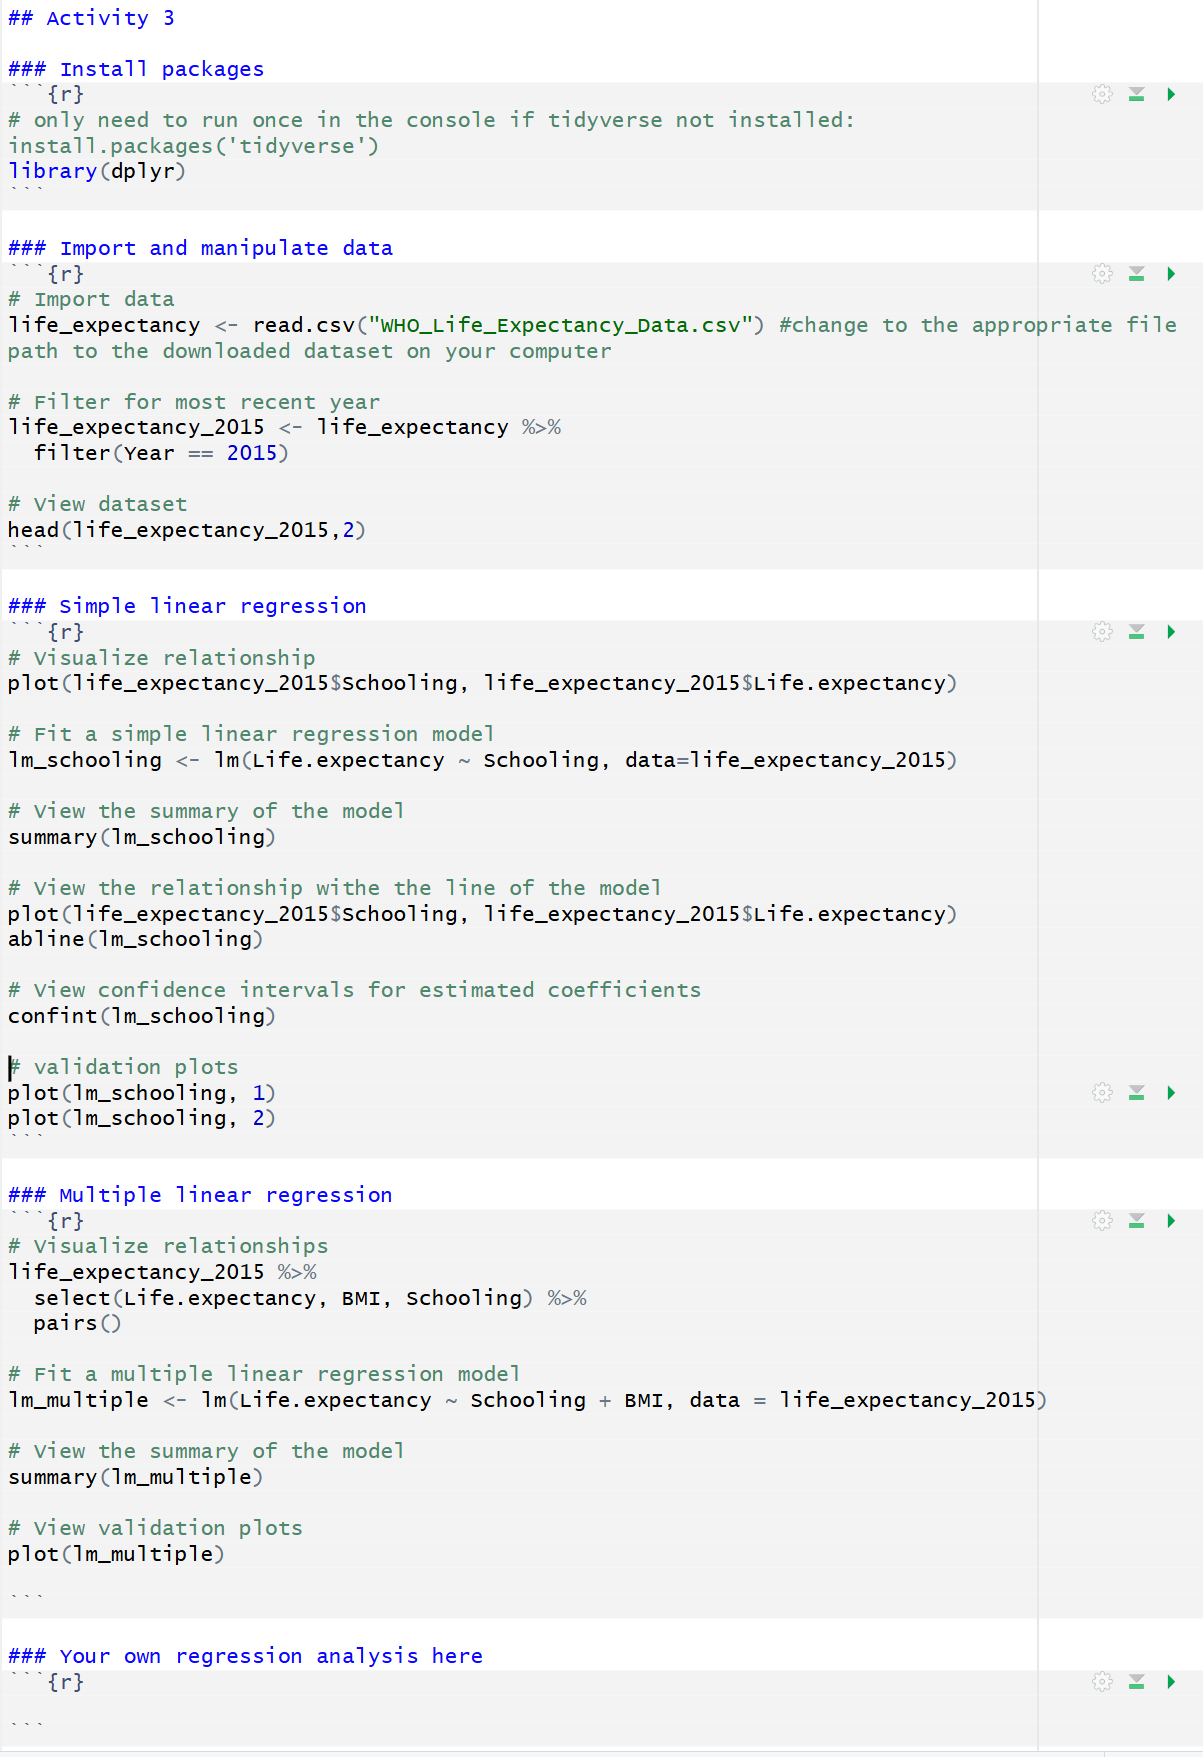 ## Activity 3
### Install packages
```{r}
# only need to run once in the console if tidyverse not installed:
install.packages('tidyverse')
library(dplyr)
```
### Import and manipulate data
```{r}
# Import data
life_expectancy <- read.csv("WHO_Life_Expectancy_Data.csv") #change to the appropriate file
path to the downloaded dataset on your computer
# Filter for most recent year
life_expectancy_2015 <- life_expectancy %>%
  filter(Year == 2015)
# View dataset
head(life_expectancy_2015,2)
```
### Simple linear regression
```{r}
# Visualize relationship
plot(life_expectancy_2015$Schooling, life_expectancy_2015$Life.expectancy)
# Fit a simple linear regression model
lm_schooling <- lm(Life.expectancy ~ Schooling, data=life_expectancy_2015)
# View the summary of the model
summary(lm_schooling)
# View the relationship withe the line of the model
plot(life_expectancy_2015$Schooling, life_expectancy_2015$Life.expectancy)
abline(lm_schooling)
# View confidence intervals for estimated coefficients
confint(lm_schooling)
# validation plots
plot(lm_schooling, 1)
plot(lm_schooling, 2)
```
### Multiple linear regression
```{r}
# Visualize relationships
life_expectancy_2015 %>%
  select(Life.expectancy, BMI, Schooling) %>%
  pairs()
# Fit a multiple linear regression model
lm_multiple <- lm(Life.expectancy ~ Schooling + BMI, data = life_expectancy_2015)
# View the summary of the model
summary(lm_multiple)
# View validation plots
plot(lm_multiple)
```
### Your own regression analysis here
```{r}
```